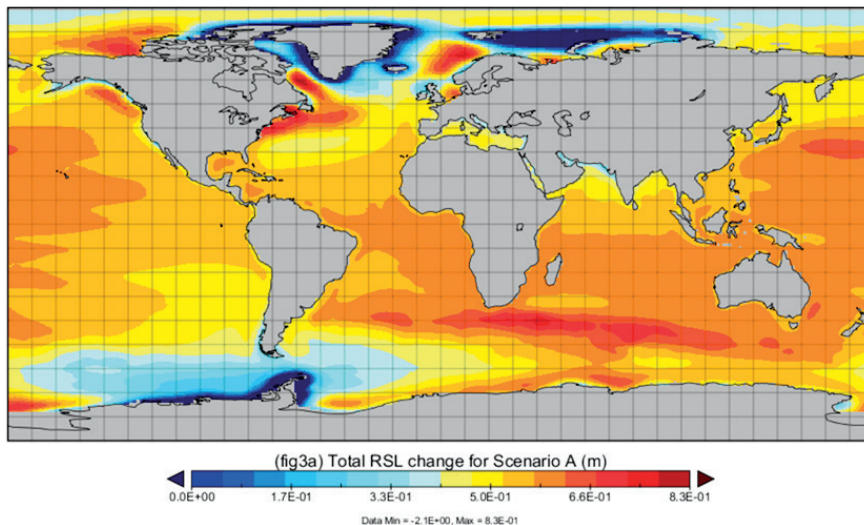 (fig3a) Total RSL change for Scenario A (m)
0.0E+00 1.7E-01 3.3E-01 5.0E-01 6.6E-01 8.3E-01
Data Min = -2.1E+00, Max = 8.3E-01